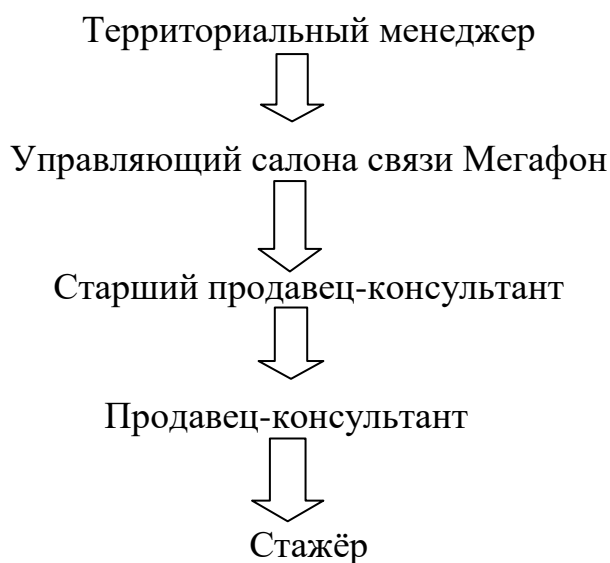 Территориальный менеджер
Управляющий салона связи Мегафон
Старший продавец-консультант
Продавец-консультант
Стажёр